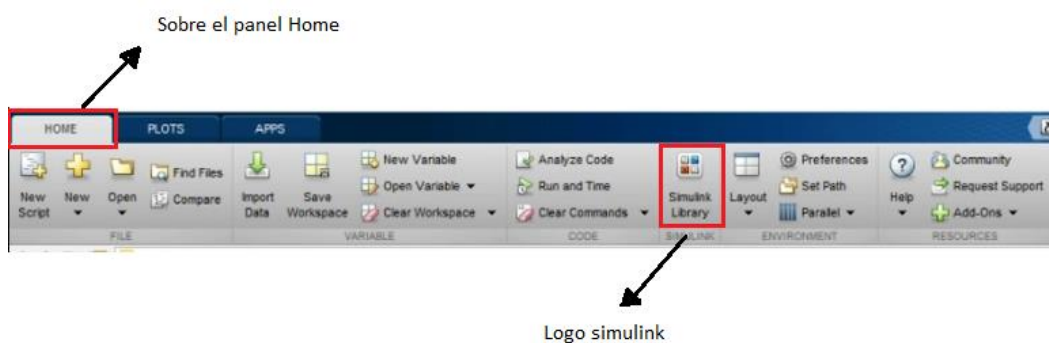 Sobre el panel Home
HOME PLOTS APPS
New Script
New
Open
Find Files
Compare
Import Data
Save Workspace
New Variable
Open Variable
Clear Workspace
Analyze Code
Run and Time
Clear Commands
Simulink Library
Layout
Preferences
Set Path
Parallel
Help
Community
Request Support
Add-Ons
FILE VARIABLE CODE SIMULINK ENVIRONMENT RESOURCES
Logo simulink